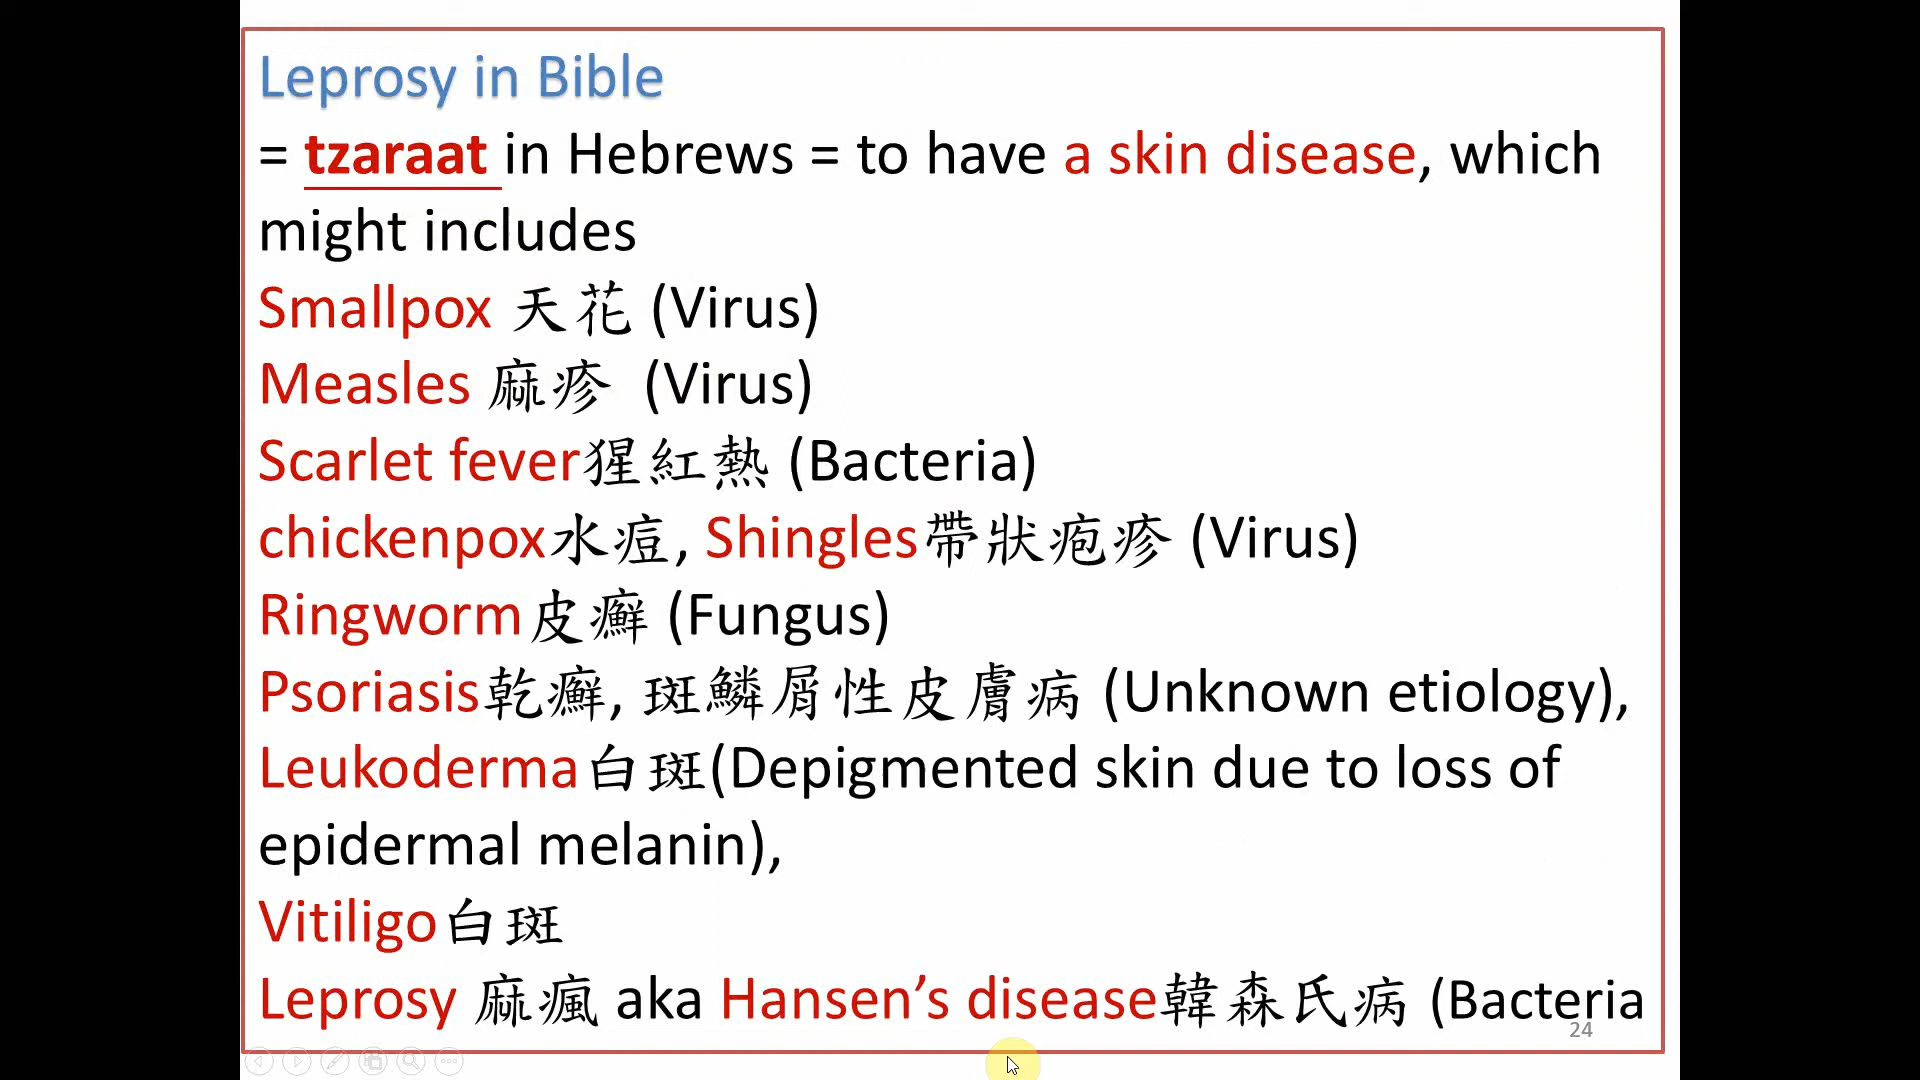 Leprosy in Bible
= tzaraat in Hebrews = to have a skin disease, which
might includes
Smallpox 天花 (Virus)
Measles 麻疹 (Virus)
Scarlet fever猩紅熱 (Bacteria)
chickenpox水痘, Shingles帶狀疱疹 (Virus)
Ringworm皮癬 (Fungus)
Psoriasis乾癬, 斑鱗屑性皮膚病 (Unknown etiology),
Leukoderma白斑(Depigmented skin due to loss of
epidermal melanin),
Vitiligo白斑
Leprosy 麻瘋 aka Hansen’s disease韓森氏病 (Bacteria
24